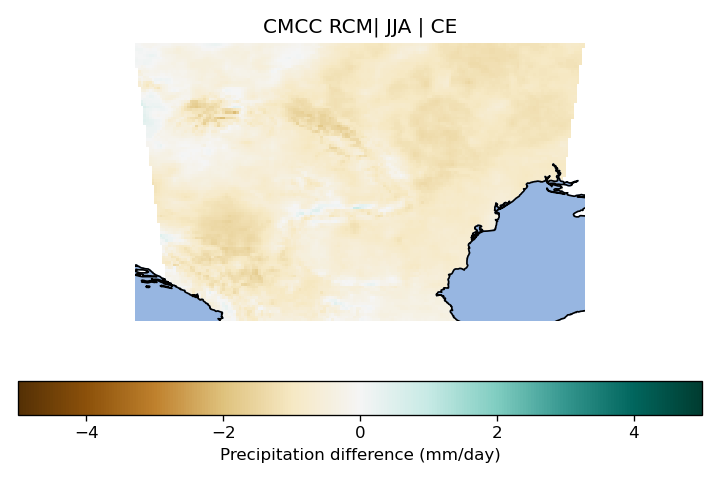 CMCC RCM| JJA | CE
−4 −2 0 2 4
Precipitation difference (mm/day)